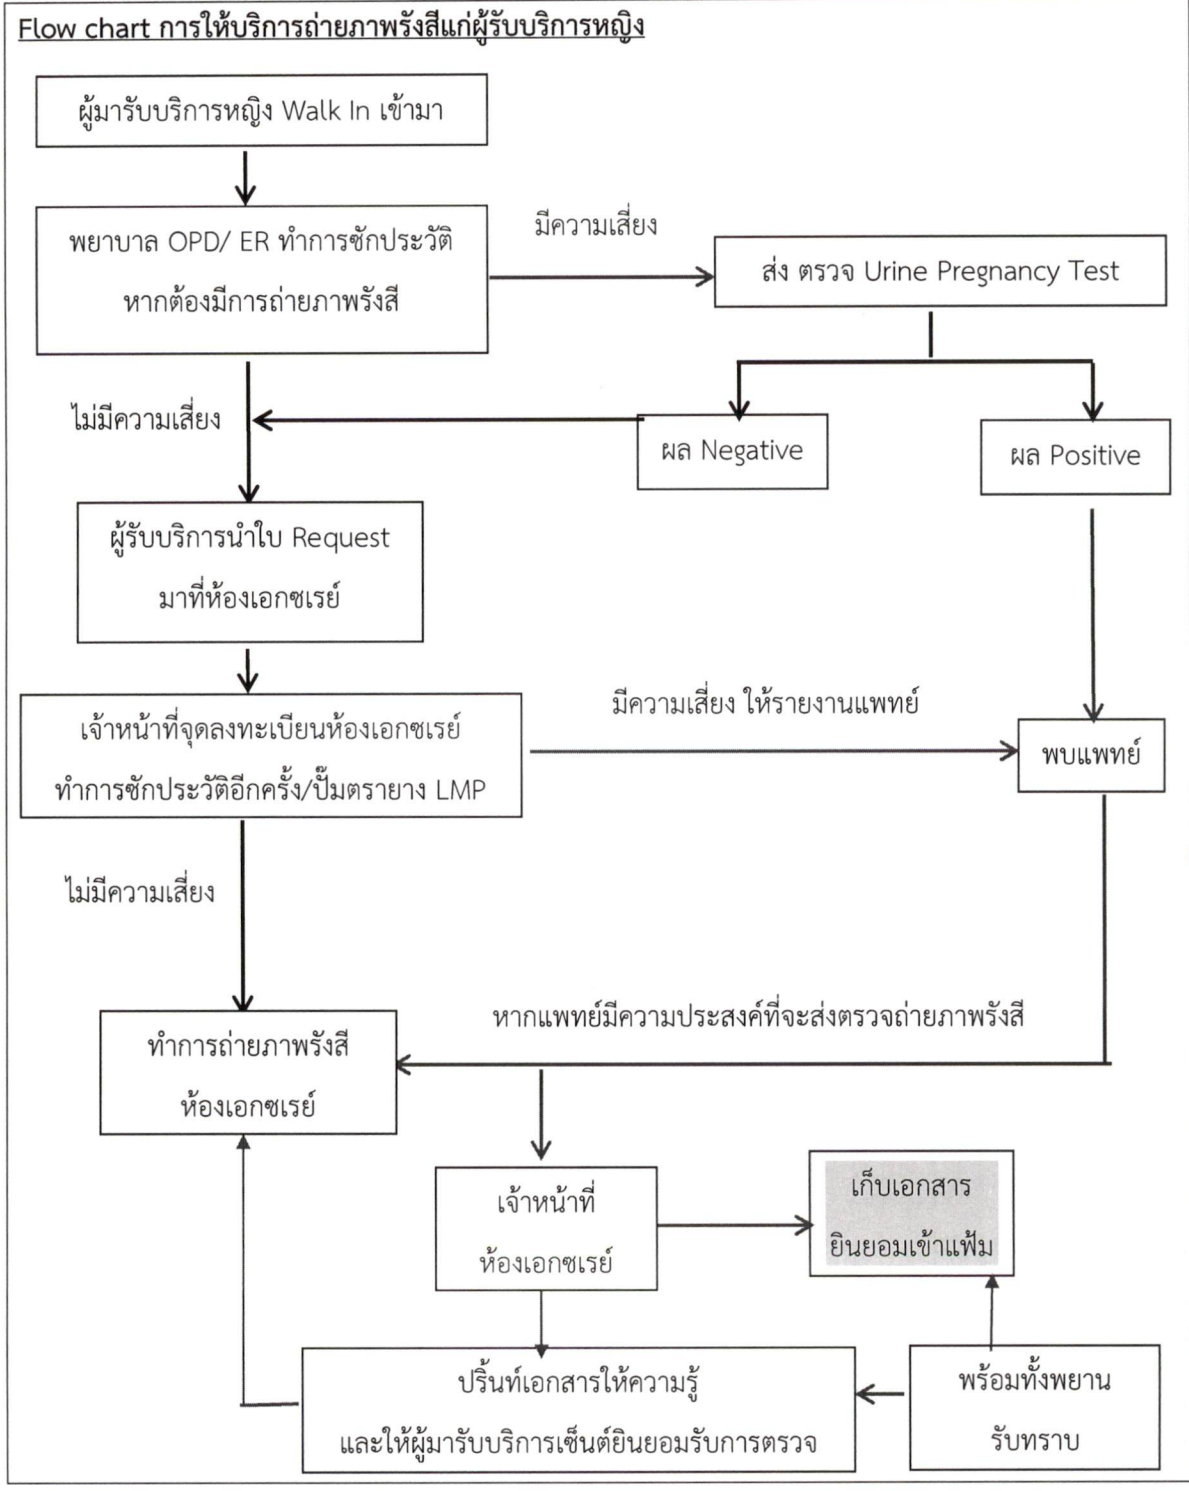 Flow chart การให้บริการถ่ายภาพรังสีแก่ผู้รับบริการหญิง
ผู้มารับบริการหญิง Walk In เข้ามา
พยาบาล OPD/ ER ทำการซักประวัติ
หากต้องมีการถ่ายภาพรังสี
มีความเสี่ยง
ส่ง ตรวจ Urine Pregnancy Test
ไม่มีความเสี่ยง
ผล Negative
ผล Positive
ผู้รับบริการนำใบ Request
มาที่ห้องเอกซเรย์
เจ้าหน้าที่จุดลงทะเบียนห้องเอกซเรย์
ทำการซักประวัติอีกครั้ง/ปั๊มตรายาง LMP
มีความเสี่ยง ให้รายงานแพทย์
พบแพทย์
ไม่มีความเสี่ยง
หากแพทย์มีความประสงค์ที่จะส่งตรวจถ่ายภาพรังสี
ทำการถ่ายภาพรังสี
ห้องเอกซเรย์
เจ้าหน้าที่
ห้องเอกซเรย์
เก็บเอกสาร
ยินยอมเข้าแฟ้ม
ปริ้นท์เอกสารให้ความรู้
และให้ผู้มารับบริการเซ็นต์ยินยอมรับการตรวจ
พร้อมทั้งพยาน
รับทราบ